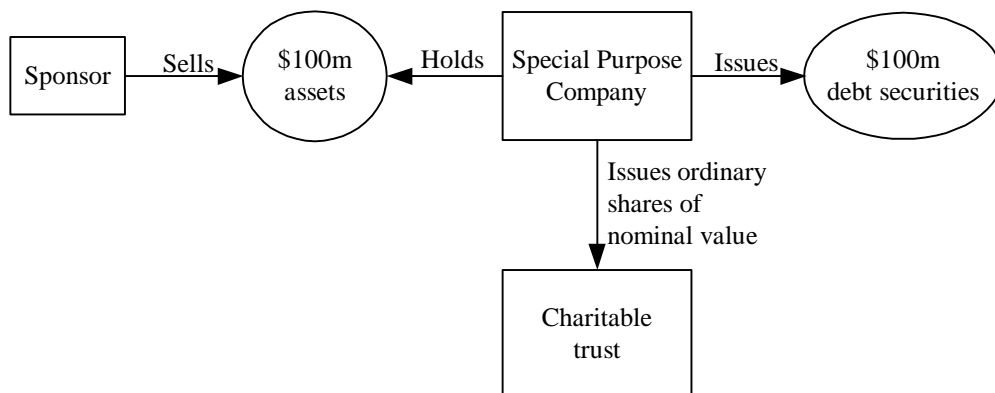 Sponsor
Sells
$100m
assets
Holds
Special Purpose
Company
Issues
$100m
debt securities
Issues ordinary
shares of
nominal value
Charitable
trust